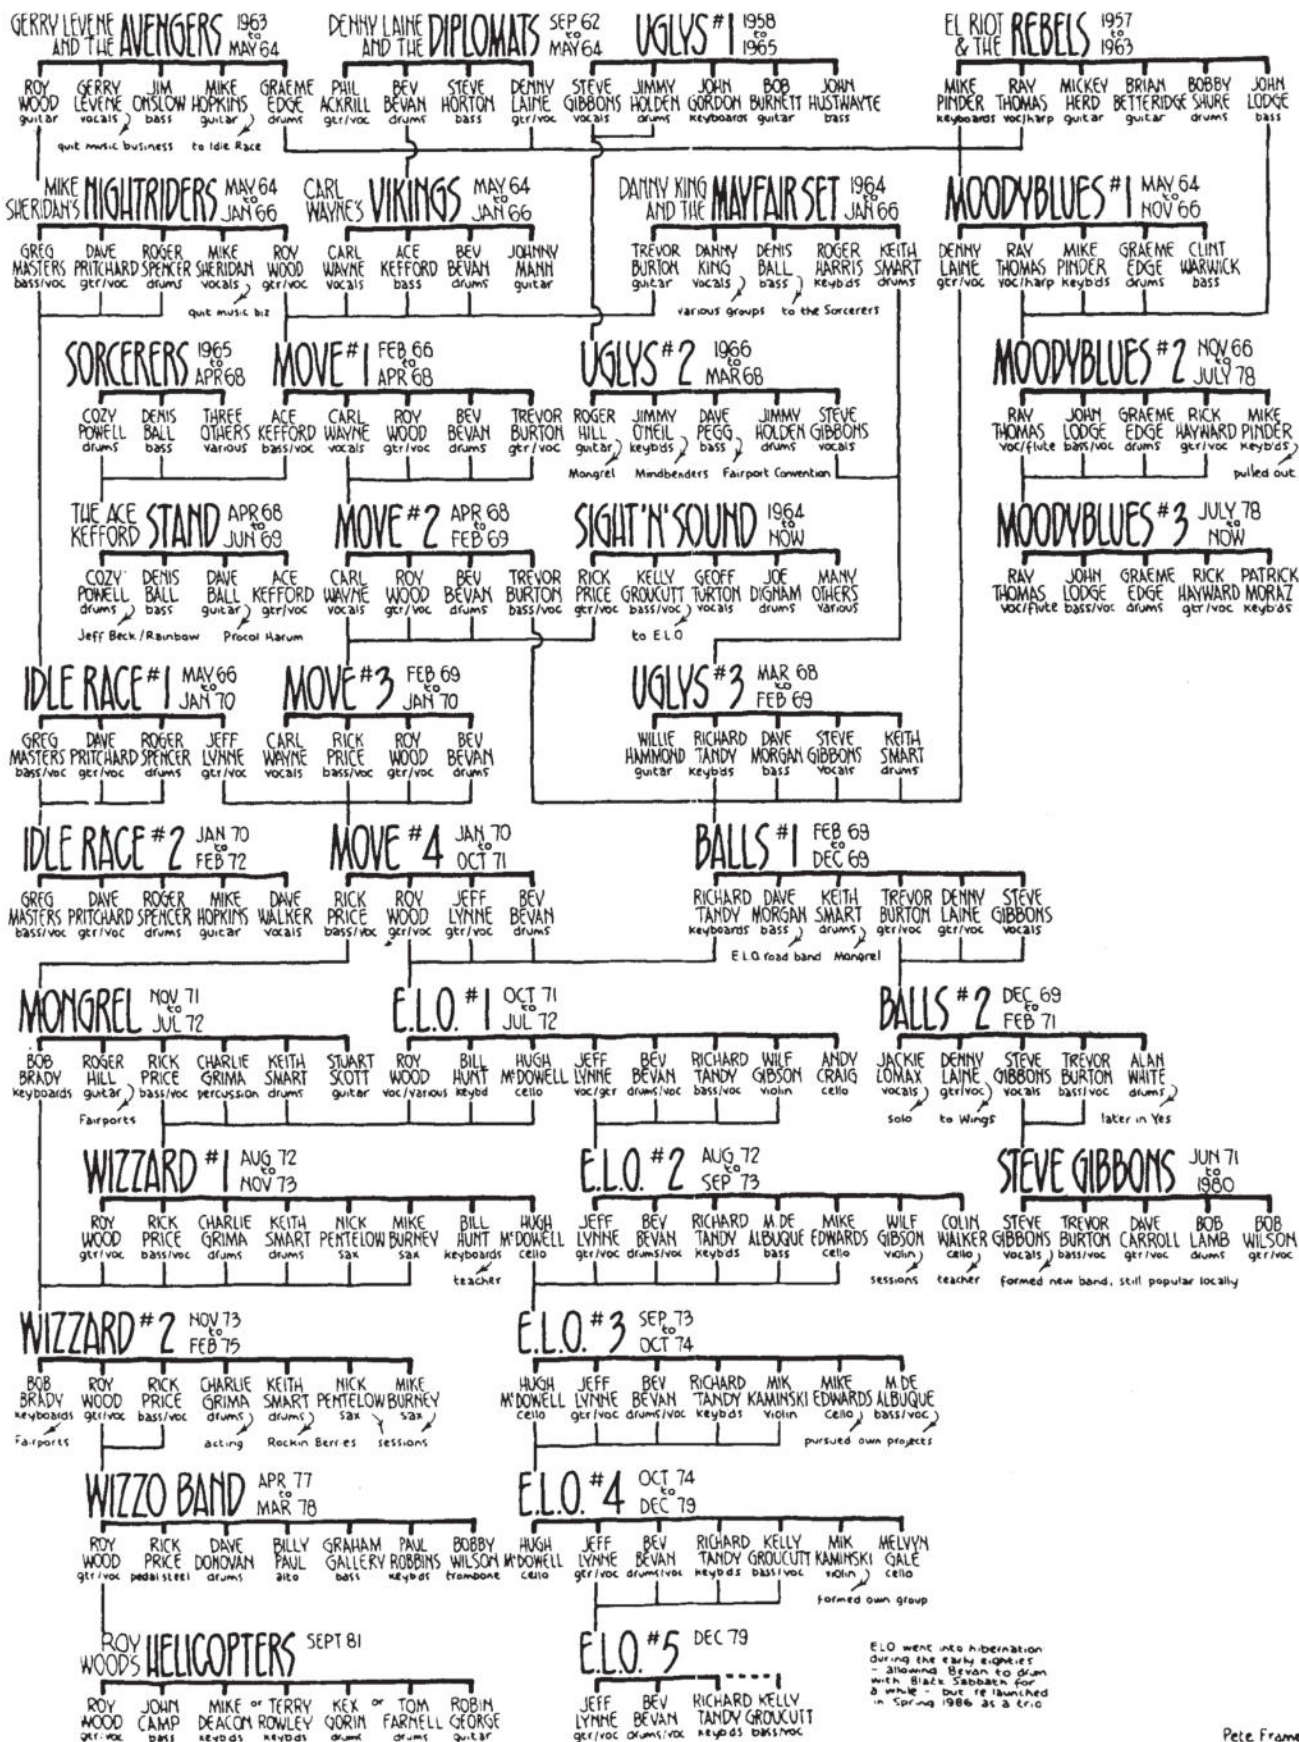 GERRY LEVENE AND THE AVENGERS 1963 to MAY 64
DENNY LAINE AND THE DIPLOMATS SEP 62 to MAY 64
UGLYS #1 1958 to 1965
EL RIOT & THE REBELS 1957 to 1963
ROY WOOD guitar
GERRY LEVENE vocals
JIM ONSLOW bass
MIKE HOPKINS guitar
GRAEME EDGE drums
PHIL ACKRILL gtr/voc
BEV BEVAN drums
STEVE HORTON bass
DENNY LAINE gtr/voc
STEVE GIBBONS vocals
JIMMY HOLDEN drums
JOHN GORDON keyboards
BOB BURNETT guitar
JOHN HUSTWAYTE bass
MIKE PINDER keyboards
RAY THOMAS voc/harp
MICKEY HERD guitar
BRIAN BETTERIDGE guitar
BOBBY SHURE drums
JOHN LODGE bass
quit music business
to Idle Race
MIKE SHERIDAN'S NIGHTRIDERS MAY 64 to JAN 66
CARL WAYNE'S VIKINGS MAY 64 to JAN 66
DANNY KING AND THE MAYFAIR SET 1964 to JAN 66
MOODYBLUES #1 MAY 64 to NOV 66
GREG MASTERS bass/voc
DAVE PRITCHARD gtr/voc
ROGER SPENCER drums
MIKE SHERIDAN vocals
ROY WOOD gtr/voc
CARL WAYNE vocals
ACE KEFFORD bass
BEV BEVAN drums
JOHNNY MANN guitar
TREVOR BURTON guitar
DANNY KING vocals
DENIS BALL bass
ROGER HARRIS keyb'ds
KEITH SMART drums
DENNY LAINE gtr/voc
RAY THOMAS voc/harp
MIKE PINDER keyb'ds
GRAEME EDGE drums
CLINT WARWICK bass
quit music biz
various groups
to the Sorcerers
SORCERERS 1965 to APR 68
MOVE #1 FEB 66 to APR 68
UGLYS #2 1966 to MAR 68
MOODYBLUES #2 NOV 66 to JULY 78
COZY POWELL drums
DENIS BALL bass
THREE OTHERS various
ACE KEFFORD bass/voc
CARL WAYNE vocals
ROY WOOD gtr/voc
BEV BEVAN drums
TREVOR BURTON gtr/voc
ROGER HILL guitar
JIMMY O'NEIL keyb'ds
DAVE PEGG bass
JIMMY HOLDEN drums
STEVE GIBBONS vocals
RAY THOMAS voc/flute
JOHN LODGE bass/voc
GRAEME EDGE drums
RICK HAYWARD gtr/voc
MIKE PINDER keyb'ds
Mongrel
Mindbenders
Fairport Convention
pulled out
THE ACE KEFFORD STAND APR 68 to JUN 69
MOVE #2 APR 68 to FEB 69
SIGHT'N'SOUND 1964 to NOW
MOODYBLUES #3 JULY 78 to NOW
COZY POWELL drums
DENIS BALL bass
DAVE BALL guitar
ACE KEFFORD gtr/voc
CARL WAYNE vocals
ROY WOOD gtr/voc
BEV BEVAN drums
TREVOR BURTON bass/voc
RICK PRICE gtr/voc
KELLY GROUCUTT bass/voc
GEOFF TURTON vocals
JOE DIGNAM drums
MANY OTHERS various
RAY THOMAS voc/flute
JOHN LODGE bass/voc
GRAEME EDGE drums
RICK HAYWARD gtr/voc
PATRICK MORAZ keyb'ds
Jeff Beck/Rainbow
Procol Harum
to E.L.O
IDLE RACE #1 MAY 66 to JAN 70
MOVE #3 FEB 69 to JAN 70
UGLYS #3 MAR 68 to FEB 69
GREG MASTERS bass/voc
DAVE PRITCHARD gtr/voc
ROGER SPENCER drums
JEFF LYNNE gtr/voc
CARL WAYNE vocals
RICK PRICE bass/voc
ROY WOOD gtr/voc
BEV BEVAN drums
WILLIE HAMMOND guitar
RICHARD TANDY keyb'ds
DAVE MORGAN bass
STEVE GIBBONS vocals
KEITH SMART drums
IDLE RACE #2 JAN 70 to FEB 72
MOVE #4 JAN 70 to OCT 71
BALLS #1 FEB 69 to DEC 69
GREG MASTERS bass/voc
DAVE PRITCHARD gtr/voc
ROGER SPENCER drums
MIKE HOPKINS guitar
DAVE WALKER vocals
RICK PRICE bass/voc
ROY WOOD gtr/voc
JEFF LYNNE gtr/voc
BEV BEVAN drums
RICHARD TANDY keyboards
DAVE MORGAN bass
KEITH SMART drums
TREVOR BURTON gtr/voc
DENNY LAINE gtr/voc
STEVE GIBBONS vocals
E.L.O. road band
Mongrel
MONGREL NOV 71 to JUL 72
E.L.O. #1 OCT 71 to JUL 72
BALLS #2 DEC 69 to FEB 71
BOB BRADY keyboards
ROGER HILL guitar
RICK PRICE bass/voc
CHARLIE GRIMA percussion
KEITH SMART drums
STUART SCOTT guitar
ROY WOOD voc/various
BILL HUNT keybd
HUGH McDOWELL cello
JEFF LYNNE voc/gtr
BEV BEVAN drums
RICHARD TANDY bass/voc
WILF GIBSON violin
ANDY CRAIG cello
JACKIE LOMAX vocals
DENNY LAINE gtr/voc
STEVE GIBBONS vocals
TREVOR BURTON bass/voc
ALAN WHITE drums
Fairports
solo
to Wings
later in Yes
WIZZARD #1 AUG 72 to NOV 73
E.L.O. #2 AUG 72 to SEP 73
STEVE GIBBONS JUN 71 to 1980
ROY WOOD gtr/voc
RICK PRICE bass/voc
CHARLIE GRIMA drums
KEITH SMART drums
NICK PENTELOW sax
MIKE BURNEY sax
BILL HUNT keyboards
HUGH McDOWELL cello
JEFF LYNNE gtr/voc
BEV BEVAN drums/voc
RICHARD TANDY keyb'ds
M.DE ALBUQUE bass
MIKE EDWARDS cello
WILF GIBSON violin
COLIN WALKER cello
STEVE GIBBONS vocals
TREVOR BURTON bass/voc
DAVE CARROLL gtr/voc
BOB LAMB drums
BOB WILSON gtr/voc
teacher
sessions
teacher
formed new band, still popular locally
WIZZARD #2 NOV 73 to FEB 75
E.L.O. #3 SEP 73 to OCT 74
BOB BRADY keyboards
ROY WOOD gtr/voc
RICK PRICE bass/voc
CHARLIE GRIMA drums
KEITH SMART drums
NICK PENTELOW sax
MIKE BURNEY sax
HUGH McDOWELL cello
JEFF LYNNE gtr/voc
BEV BEVAN drums/voc
RICHARD TANDY keyb'ds
MIK KAMINSKI violin
MIKE EDWARDS cello
M.DE ALBUQUE bass/voc
Fairports
acting
Rockin Berries
sessions
pursued own projects
WIZZO BAND APR 77 to MAR 78
E.L.O. #4 OCT 74 to DEC 79
ROY WOOD gtr/voc
RICK PRICE pedal steel
DAVE DONOVAN drums
BILLY PAUL alto
GRAHAM GALLERY bass
PAUL ROBBINS keyb'ds
BOBBY WILSON trombone
HUGH McDOWELL cello
JEFF LYNNE gtr/voc
BEV BEVAN drums/voc
RICHARD TANDY keyb'ds
KELLY GROUCUTT bass/voc
MIK KAMINSKI violin
MELVYN GALE cello
formed own group
ROY WOOD'S HELICOPTERS SEPT 81
E.L.O. #5 DEC 79
ROY WOOD gtr/voc
JOHN CAMP bass
MIKE DEACON keyb'ds
or
TERRY ROWLEY keyb'ds
KEX GORIN drums
or
TOM FARNELL drums
ROBIN GEORGE guitar
JEFF LYNNE gtr/voc
BEV BEVAN drums/voc
RICHARD TANDY keyb'ds
KELLY GROUCUTT bass/voc
ELO went into hibernation
during the early eighties
- allowing Bevan to drum
with Black Sabbath for
a while - but re launched
in Spring 1986 as a trio
Pete Frame